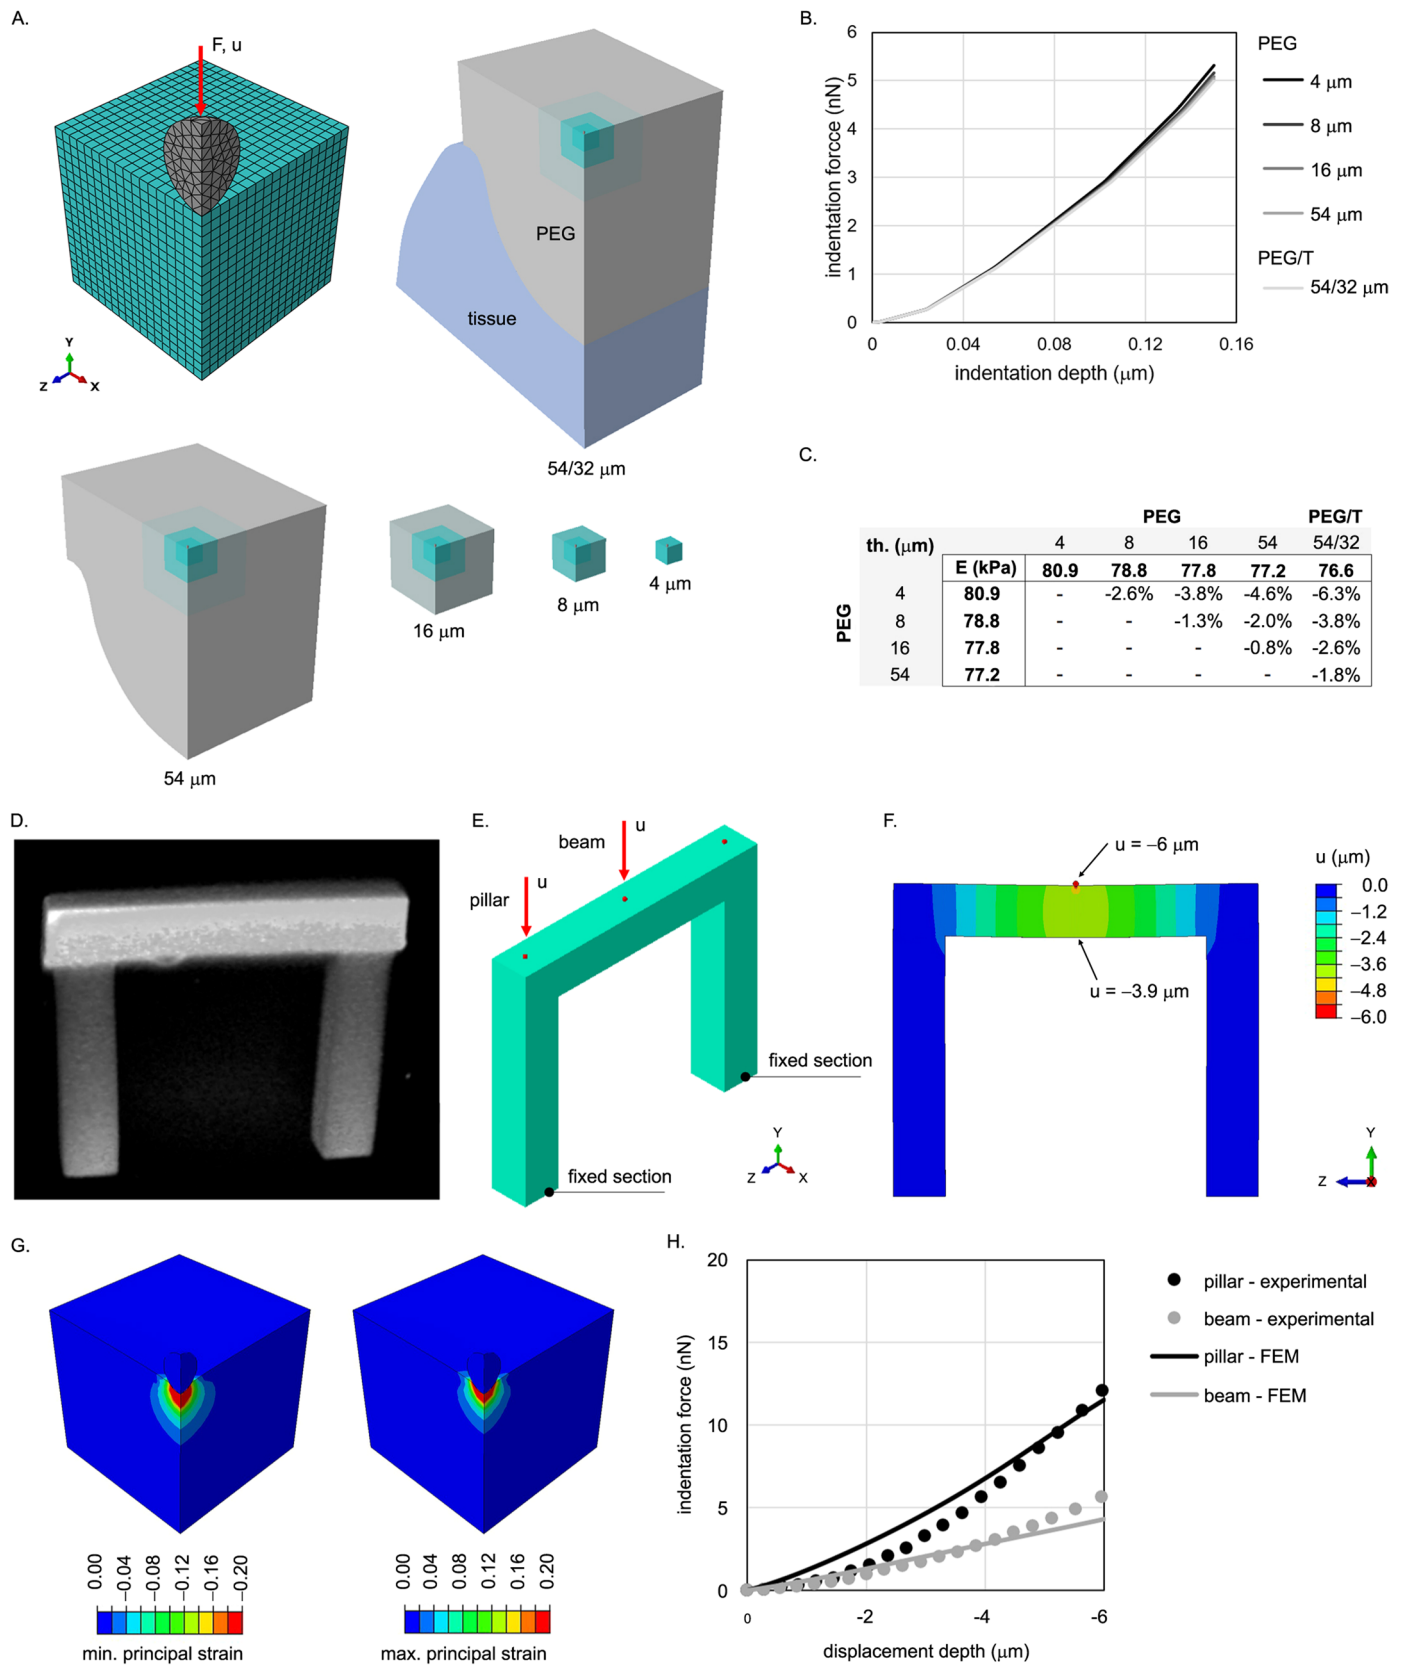 A.
F, u
Y
Z
X
PEG
tissue
54/32 μm
54 μm
16 μm
8 μm
4 μm
B.
indentation forcce (nN)
6
5
4
3
2
1
0
0 0.04 0.08 0.12 0.16
indentation depth (μm)
PEG
4 μm
8 μm
16 μm
54 μm
PEG/T
54/32 μm
C.
PEG PEG/T
th. (μm) 4 8 16 54 54/32
E (kPa) 80.9 78.8 77.8 77.2 76.6
PEG
4 80.9 - -2.6% -3.8% -4.6% -6.3%
8 78.8 - - -1.3% -2.0% -3.8%
16 77.8 - - - -0.8% -2.6%
54 77.2 - - - - -1.8%
D.
E.
u
beam
u
pillar
fixed section
fixed section
Y
Z
X
F.
u = –6 μm
u = –3.9 μm
u (μm)
0.0
–1.2
–2.4
–3.6
–4.8
–6.0
Y
Z
X
G.
0.00 –0.04 –0.08 –0.12 –0.16 –0.20
min. principal strain
0.00 0.04 0.08 0.12 0.16 0.20
max. principal strain
H.
indentation force (nN)
20
15
10
5
0
0 -2 -4 -6
displacement depth (μm)
pillar - experimental
beam - experimental
pillar - FEM
beam - FEM